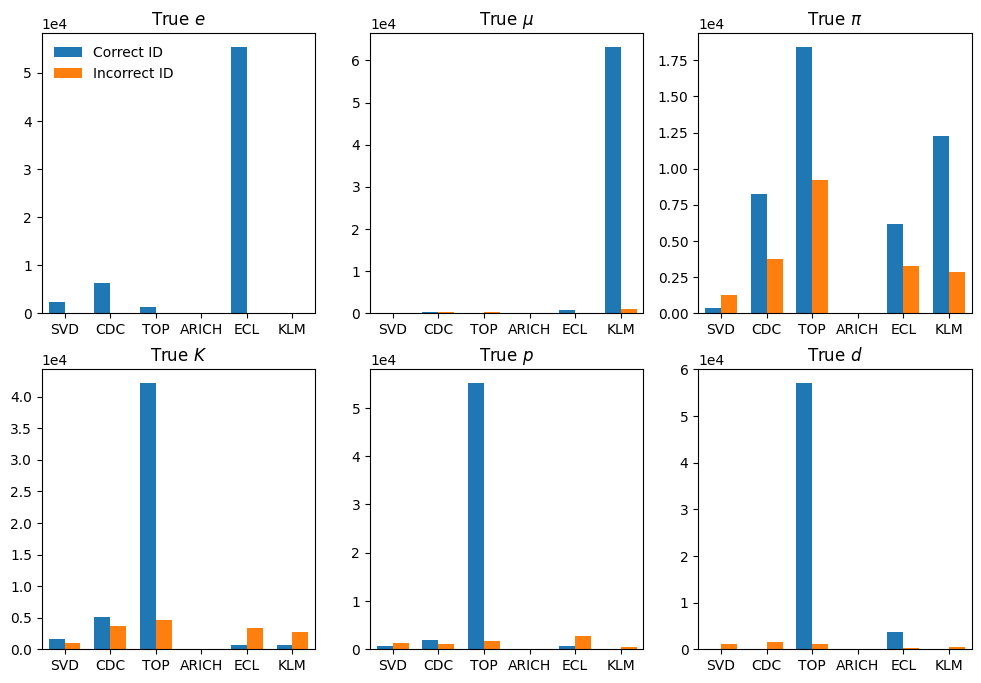 True e
1e4
5
4
3
2
1
0
Correct ID
Incorrect ID
SVD CDC TOP ARICH ECL KLM
True μ
1e4
6
5
4
3
2
1
0
SVD CDC TOP ARICH ECL KLM
True π
1e4
1.75
1.50
1.25
1.00
0.75
0.50
0.25
0.00
SVD CDC TOP ARICH ECL KLM
True K
1e4
4.0
3.5
3.0
2.5
2.0
1.5
1.0
0.5
0.0
SVD CDC TOP ARICH ECL KLM
True p
1e4
5
4
3
2
1
0
SVD CDC TOP ARICH ECL KLM
True d
1e4
6
5
4
3
2
1
0
SVD CDC TOP ARICH ECL KLM